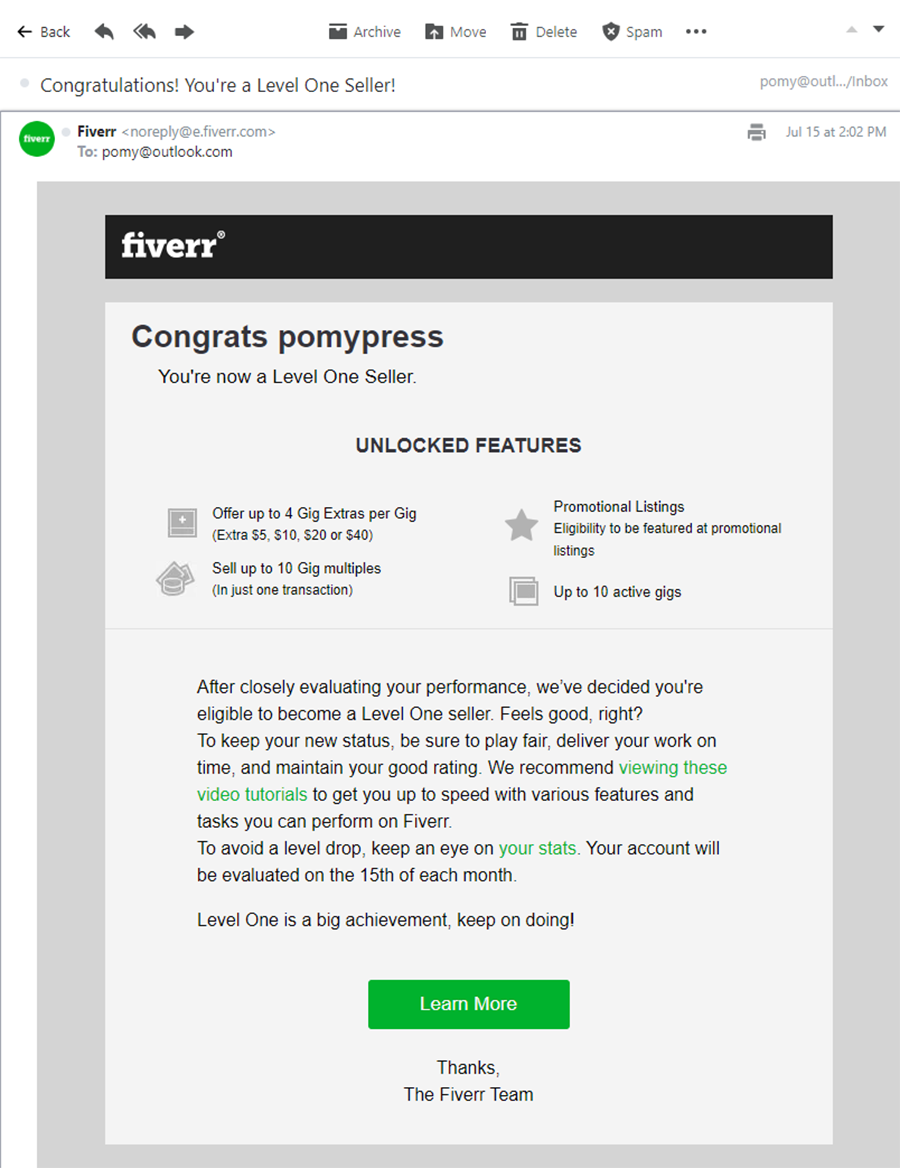 Back
Archive
Move
Delete
Spam
Congratulations! You're a Level One Seller!
pomy@outl.../Inbox
fiverr
Fiverr <noreply@e.fiverr.com>
Jul 15 at 2:02 PM
To: pomy@outlook.com
fiverr®
Congrats pomypress
You're now a Level One Seller.
UNLOCKED FEATURES
Offer up to 4 Gig Extras per Gig
(Extra $5, $10, $20 or $40)
Sell up to 10 Gig multiples
(In just one transaction)
Promotional Listings
Eligibility to be featured at promotional
listings
Up to 10 active gigs
After closely evaluating your performance, we’ve decided you're
eligible to become a Level One seller. Feels good, right?
To keep your new status, be sure to play fair, deliver your work on
time, and maintain your good rating. We recommend viewing these
video tutorials to get you up to speed with various features and
tasks you can perform on Fiverr.
To avoid a level drop, keep an eye on your stats. Your account will
be evaluated on the 15th of each month.
Level One is a big achievement, keep on doing!
Learn More
Thanks,
The Fiverr Team